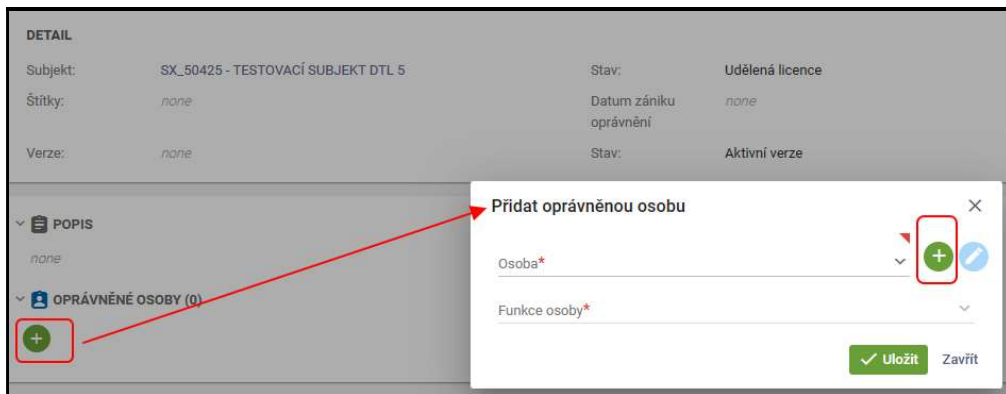 DETAIL
Subjekt: SX_50425 - TESTOVACÍ SUBJEKT DTL 5 Stav: Udělená licence
Štítky: none Datum zániku oprávnění none
Verze: none Stav: Aktivní verze
POPIS
none
OPRÁVNĚNÉ OSOBY (0)
Přidat oprávněnou osobu
Osoba*
Funkce osoby*
Uložit Zavřít